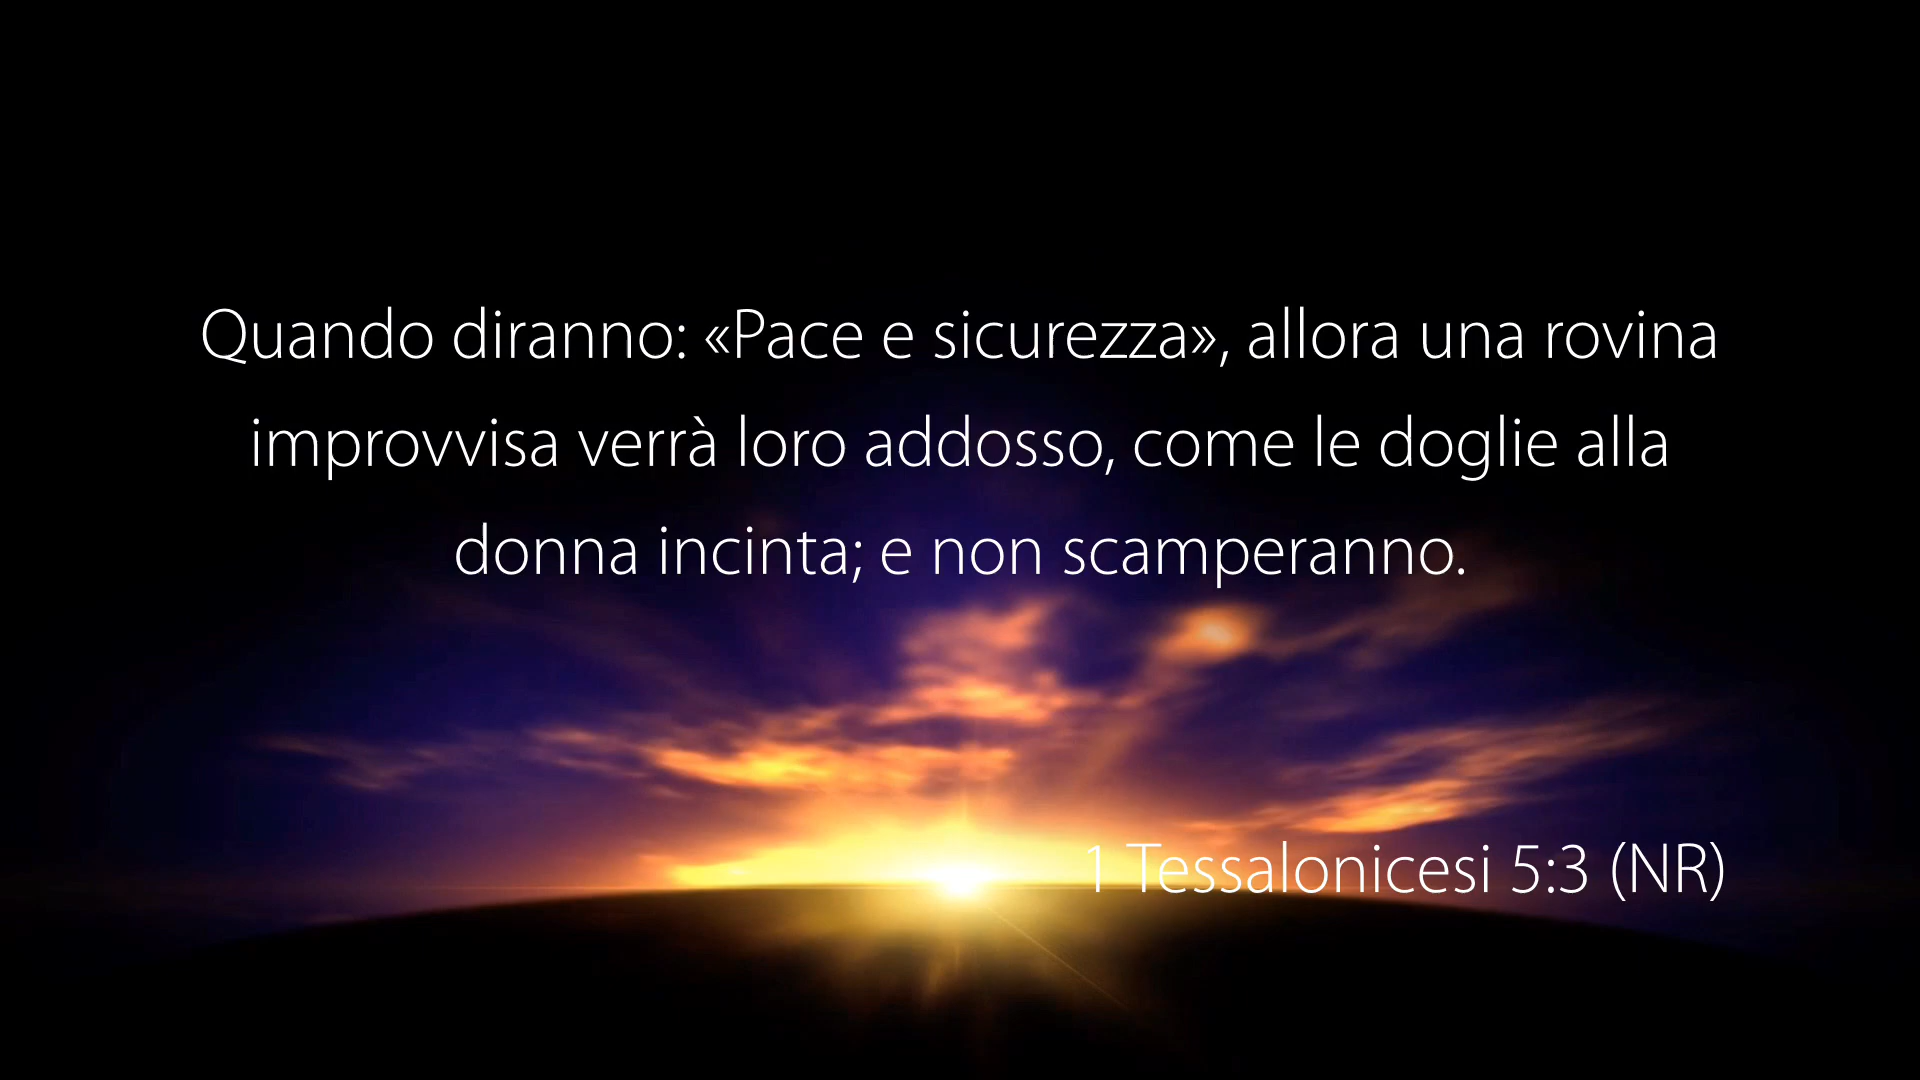 Quando diranno: «Pace e sicurezza», allora una rovina
improvvisa verrà loro addosso, come le doglie alla
donna incinta; e non scamperanno.
1 Tessalonicesi 5:3 (NR)